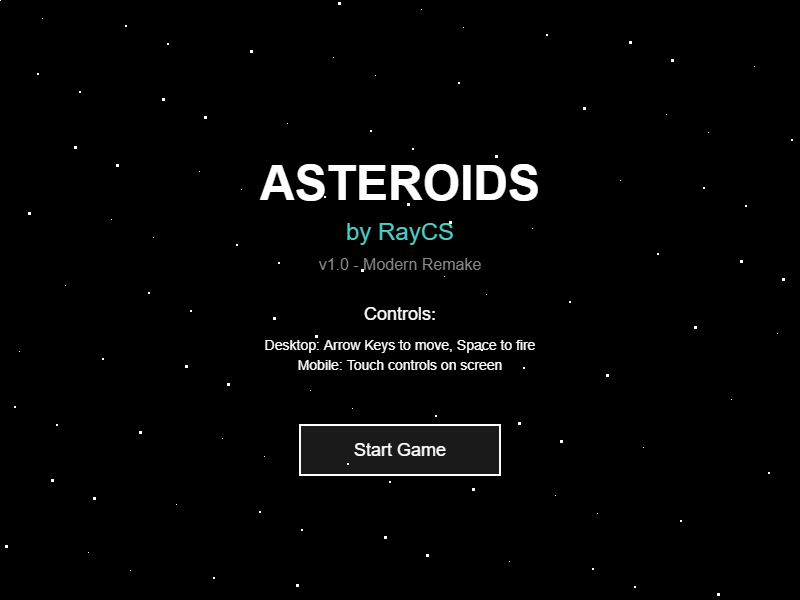 ASTEROIDS
by RayCS
v1.0 - Modern Remake
Controls:
Desktop: Arrow Keys to move, Space to fire
Mobile: Touch controls on screen
Start Game